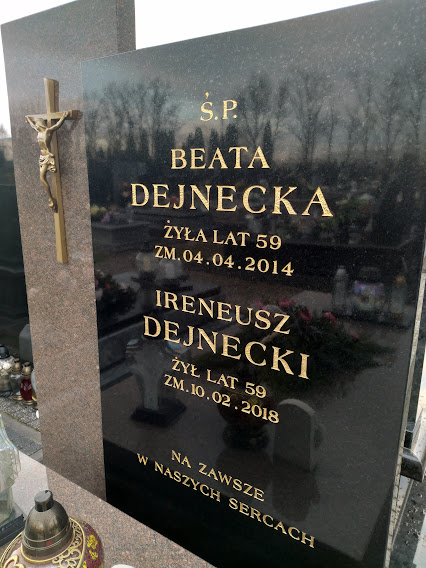 Ś.P.
BEATA
DEJNECKA
ŻYŁA LAT 59
ZM.04.04.2014
IRENEUSZ
DEJNECKI
ŻYŁ LAT 59
ZM.10.02.2018
NA ZAWSZE
W NASZYCH SERCACH